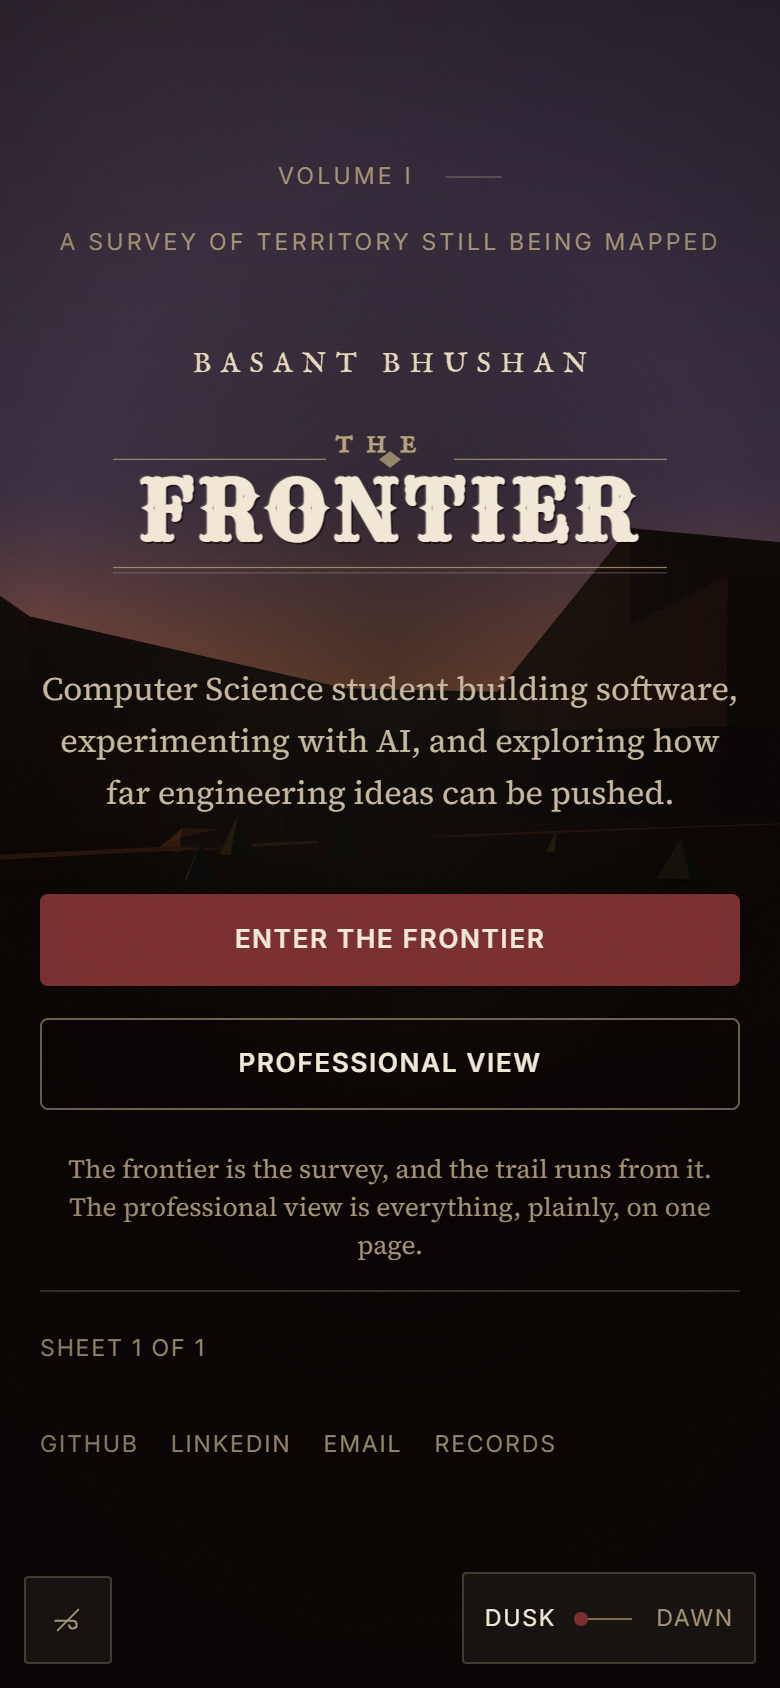 VOLUME I
A SURVEY OF TERRITORY STILL BEING MAPPED
BASANT BHUSHAN
THE
FRONTIER
Computer Science student building software,
experimenting with AI, and exploring how
far engineering ideas can be pushed.
ENTER THE FRONTIER
PROFESSIONAL VIEW
The frontier is the survey, and the trail runs from it.
The professional view is everything, plainly, on one
page.
SHEET 1 OF 1
GITHUB LINKEDIN EMAIL RECORDS
DUSK DAWN